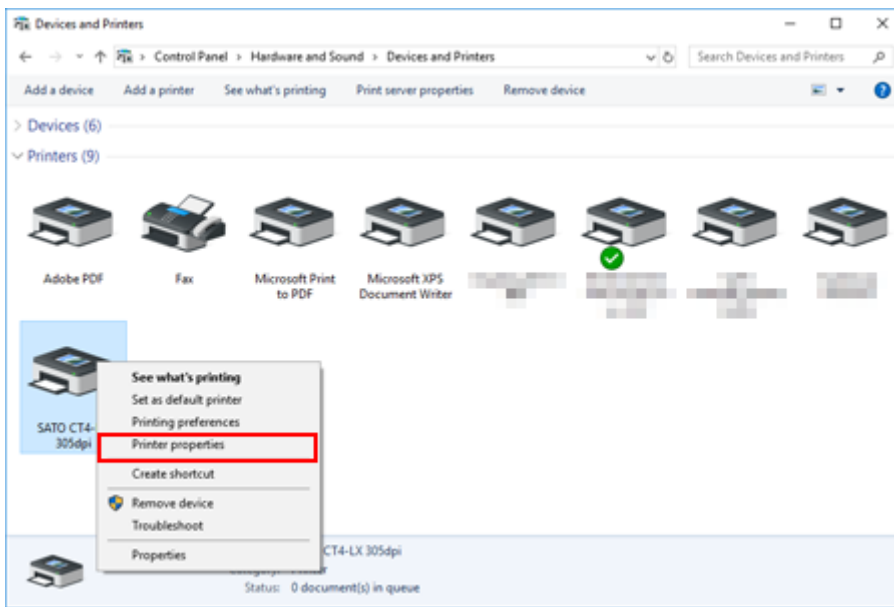 Devices and Printers
Control Panel > Hardware and Sound > Devices and Printers
Search Devices and Printers
Add a device Add a printer See what's printing Print server properties Remove device
Devices (6)
Printers (9)
Adobe PDF
Fax
Microsoft Print
to PDF
Microsoft XPS
Document Writer
SATO CT4-
305dpi
See what's printing
Set as default printer
Printing preferences
Printer properties
Create shortcut
Remove device
Troubleshoot
Properties
CT4-LX 305dpi
Status: 0 document(s) in queue